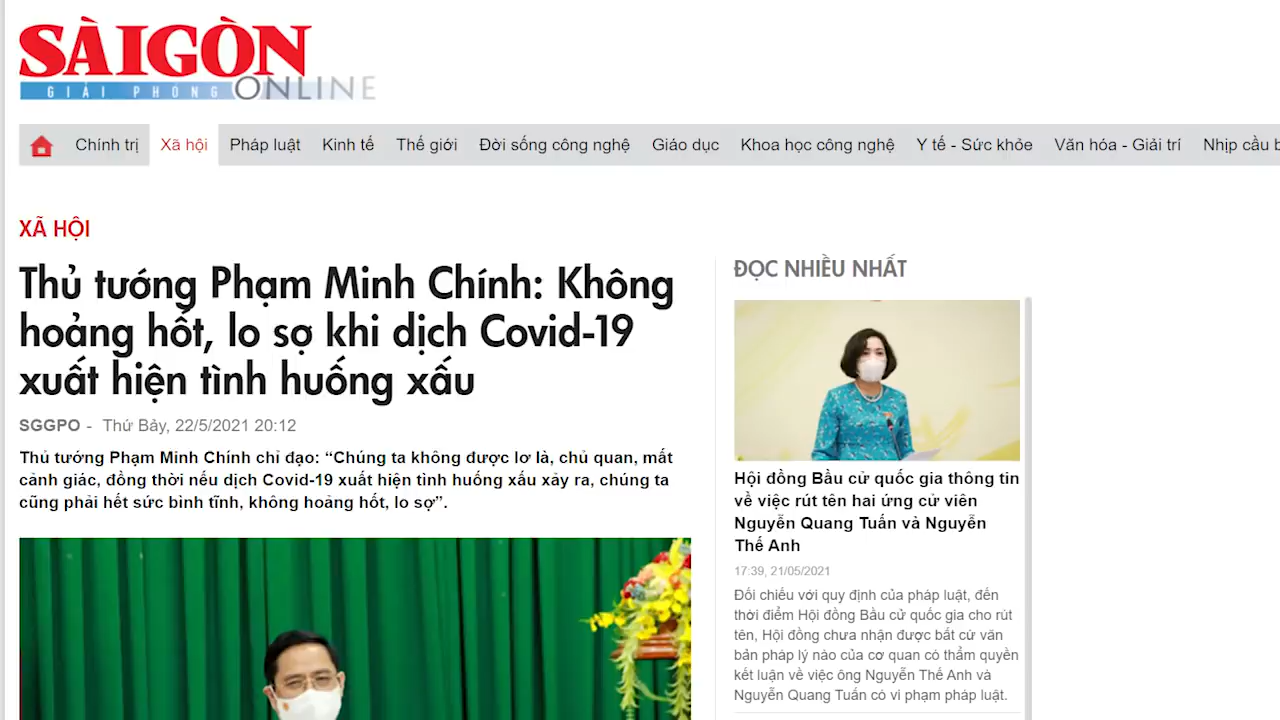 SÀIGÒN
GIẢI PHÓNG ONLINE
Chính trị Xã hội Pháp luật Kinh tế Thế giới Đời sống công nghệ Giáo dục Khoa học công nghệ Y tế - Sức khỏe Văn hóa - Giải trí Nhịp cầu
XÃ HỘI
Thủ tướng Phạm Minh Chính: Không
hoảng hốt, lo sợ khi dịch Covid-19
xuất hiện tình huống xấu
SGGPO - Thứ Bảy, 22/5/2021 20:12
Thủ tướng Phạm Minh Chính chỉ đạo: “Chúng ta không được lơ là, chủ quan, mất
cảnh giác, đồng thời nếu dịch Covid-19 xuất hiện tình huống xấu xảy ra, chúng ta
cũng phải hết sức bình tĩnh, không hoảng hốt, lo sợ”.
ĐỌC NHIỀU NHẤT
Hội đồng Bầu cử quốc gia thông tin
về việc rút tên hai ứng cử viên
Nguyễn Quang Tuấn và Nguyễn
Thế Anh
17:39, 21/05/2021
Đối chiếu với quy định của pháp luật, đến
thời điểm Hội đồng Bầu cử quốc gia cho rút
tên, Hội đồng chưa nhận được bất cứ văn
bản pháp lý nào của cơ quan có thẩm quyền
kết luận về việc ông Nguyễn Thế Anh và
Nguyễn Quang Tuấn có vi phạm pháp luật.